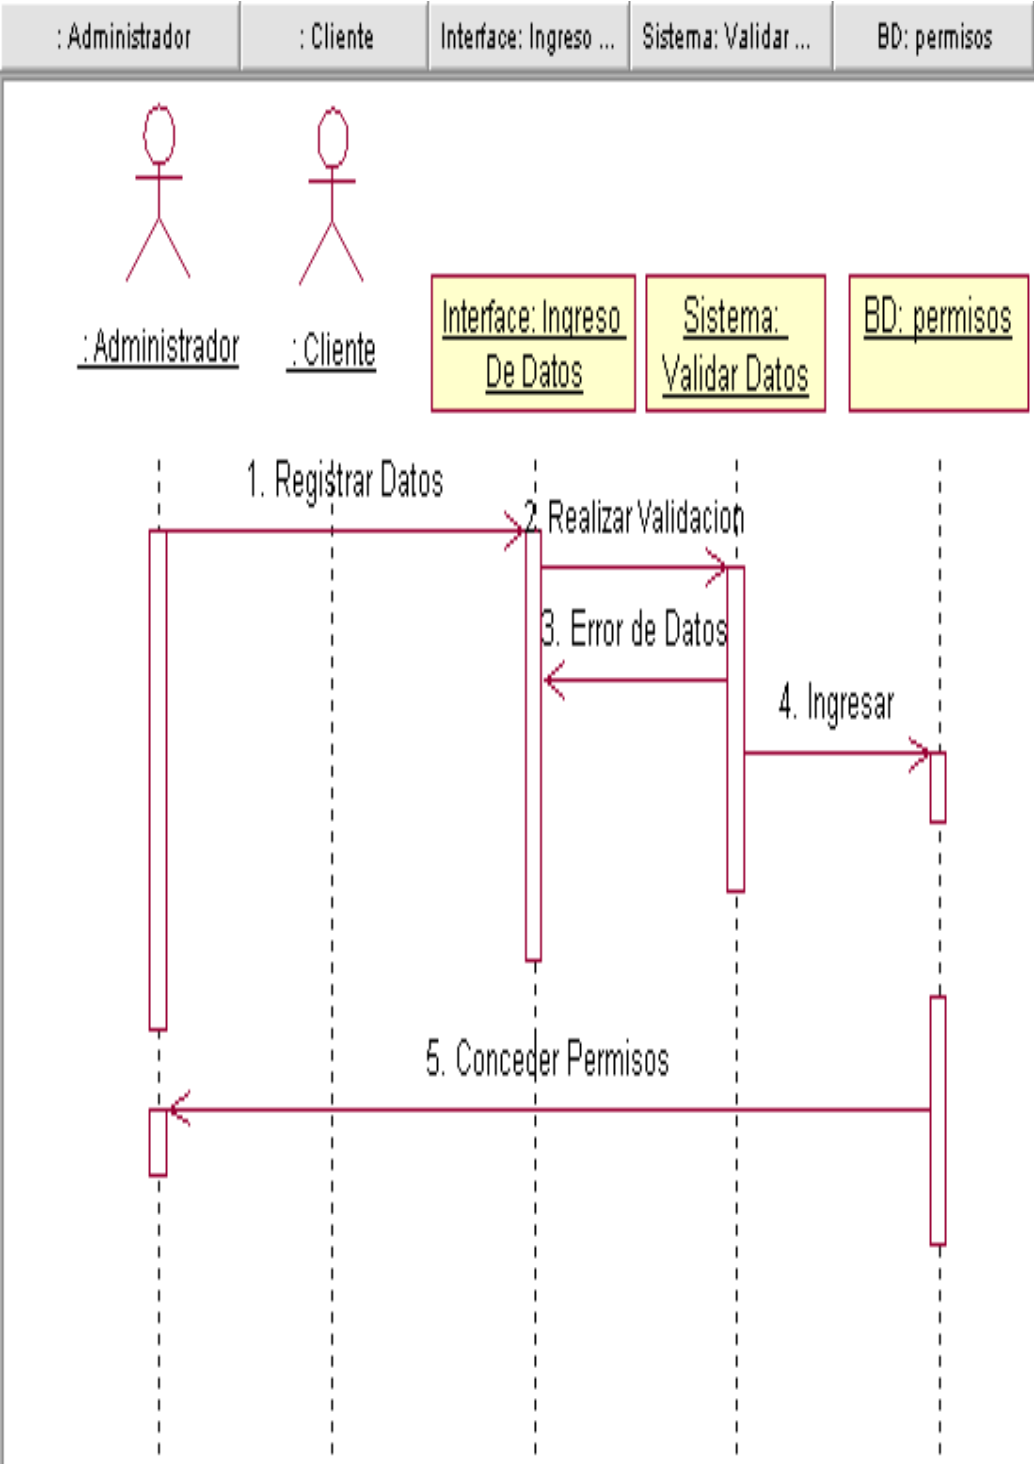 : Administrador
: Cliente
Interface: Ingreso ...
Sistema: Validar ...
BD: permisos
: Administrador
: Cliente
Interface: Ingreso
De Datos
Sistema:
Validar Datos
BD: permisos
1. Registrar Datos
2. Realizar Validacion
3. Error de Datos
4. Ingresar
5. Conceder Permisos